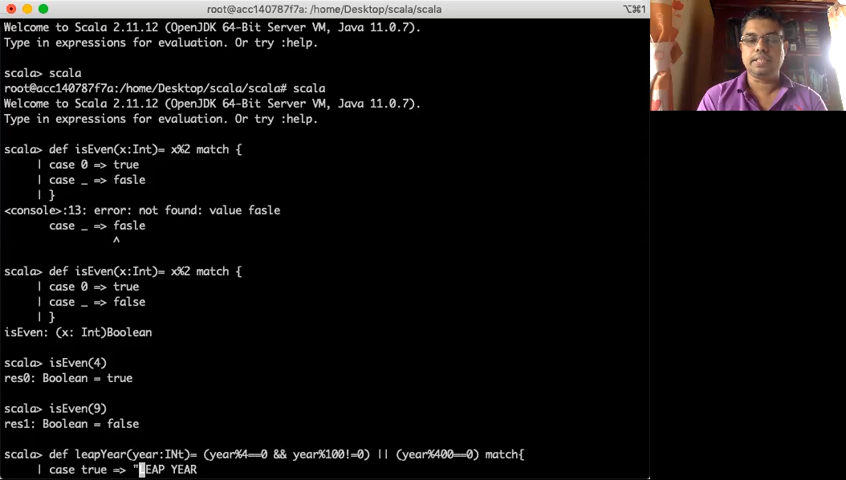 root@acc140787f7a: /home/Desktop/scala/scala
⌥⌘1
Welcome to Scala 2.11.12 (OpenJDK 64-Bit Server VM, Java 11.0.7).
Type in expressions for evaluation. Or try :help.
scala> scala
root@acc140787f7a:/home/Desktop/scala/scala# scala
Welcome to Scala 2.11.12 (OpenJDK 64-Bit Server VM, Java 11.0.7).
Type in expressions for evaluation. Or try :help.
scala> def isEven(x:Int)= x%2 match {
| case 0 => true
| case _ => fasle
| }
<console>:13: error: not found: value fasle
case _ => fasle
^
scala> def isEven(x:Int)= x%2 match {
| case 0 => true
| case _ => false
| }
isEven: (x: Int)Boolean
scala> isEven(4)
res0: Boolean = true
scala> isEven(9)
res1: Boolean = false
scala> def leapYear(year:INt)= (year%4==0 && year%100!=0) || (year%400==0) match{
| case true => "LEAP YEAR